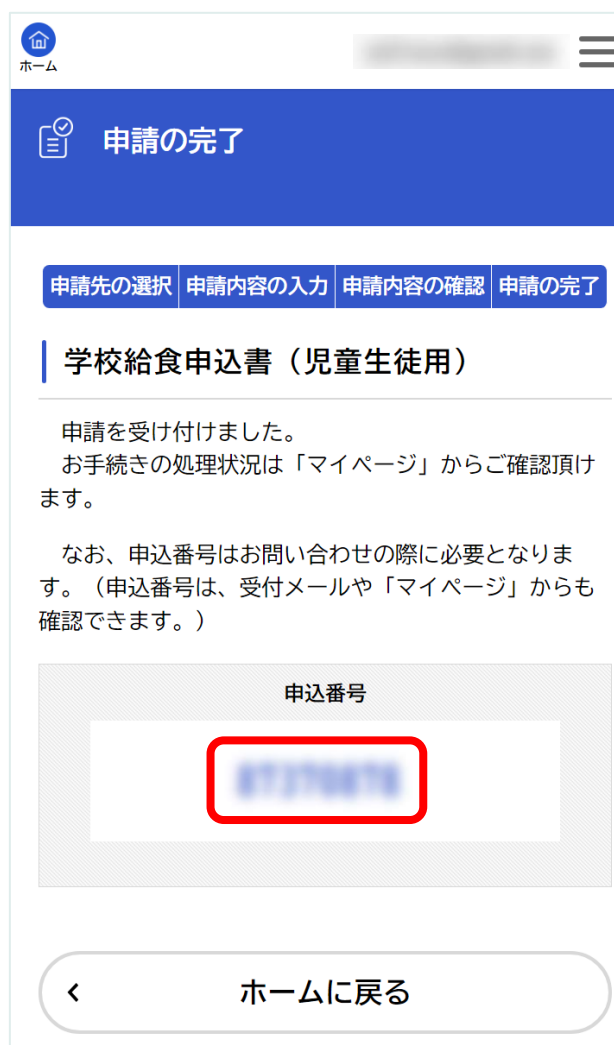 ホーム
申請の完了
申請先の選択 申請内容の入力 申請内容の確認 申請の完了
学校給食申込書（児童生徒用）
申請を受け付けました。
お手続きの処理状況は「マイページ」からご確認頂け
ます。
なお、申込番号はお問い合わせの際に必要となりま
す。（申込番号は、受付メールや「マイページ」からも
確認できます。）
申込番号
ホームに戻る